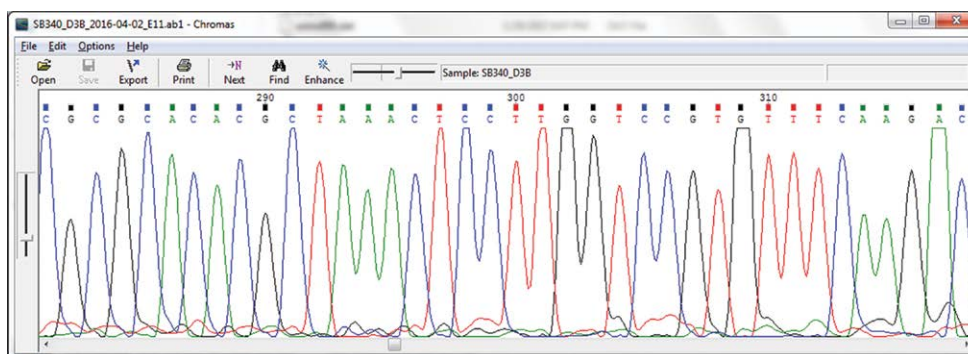 SB340_D3B_2016-04-02_E11.ab1 - Chromas
File Edit Options Help
Open Save Export Print Next Find Enhance Sample: SB340_D3B
290 300 310
C G C G C A C A C G C T A A A C T C C T T G G T C C G T G T T T C A A G A C